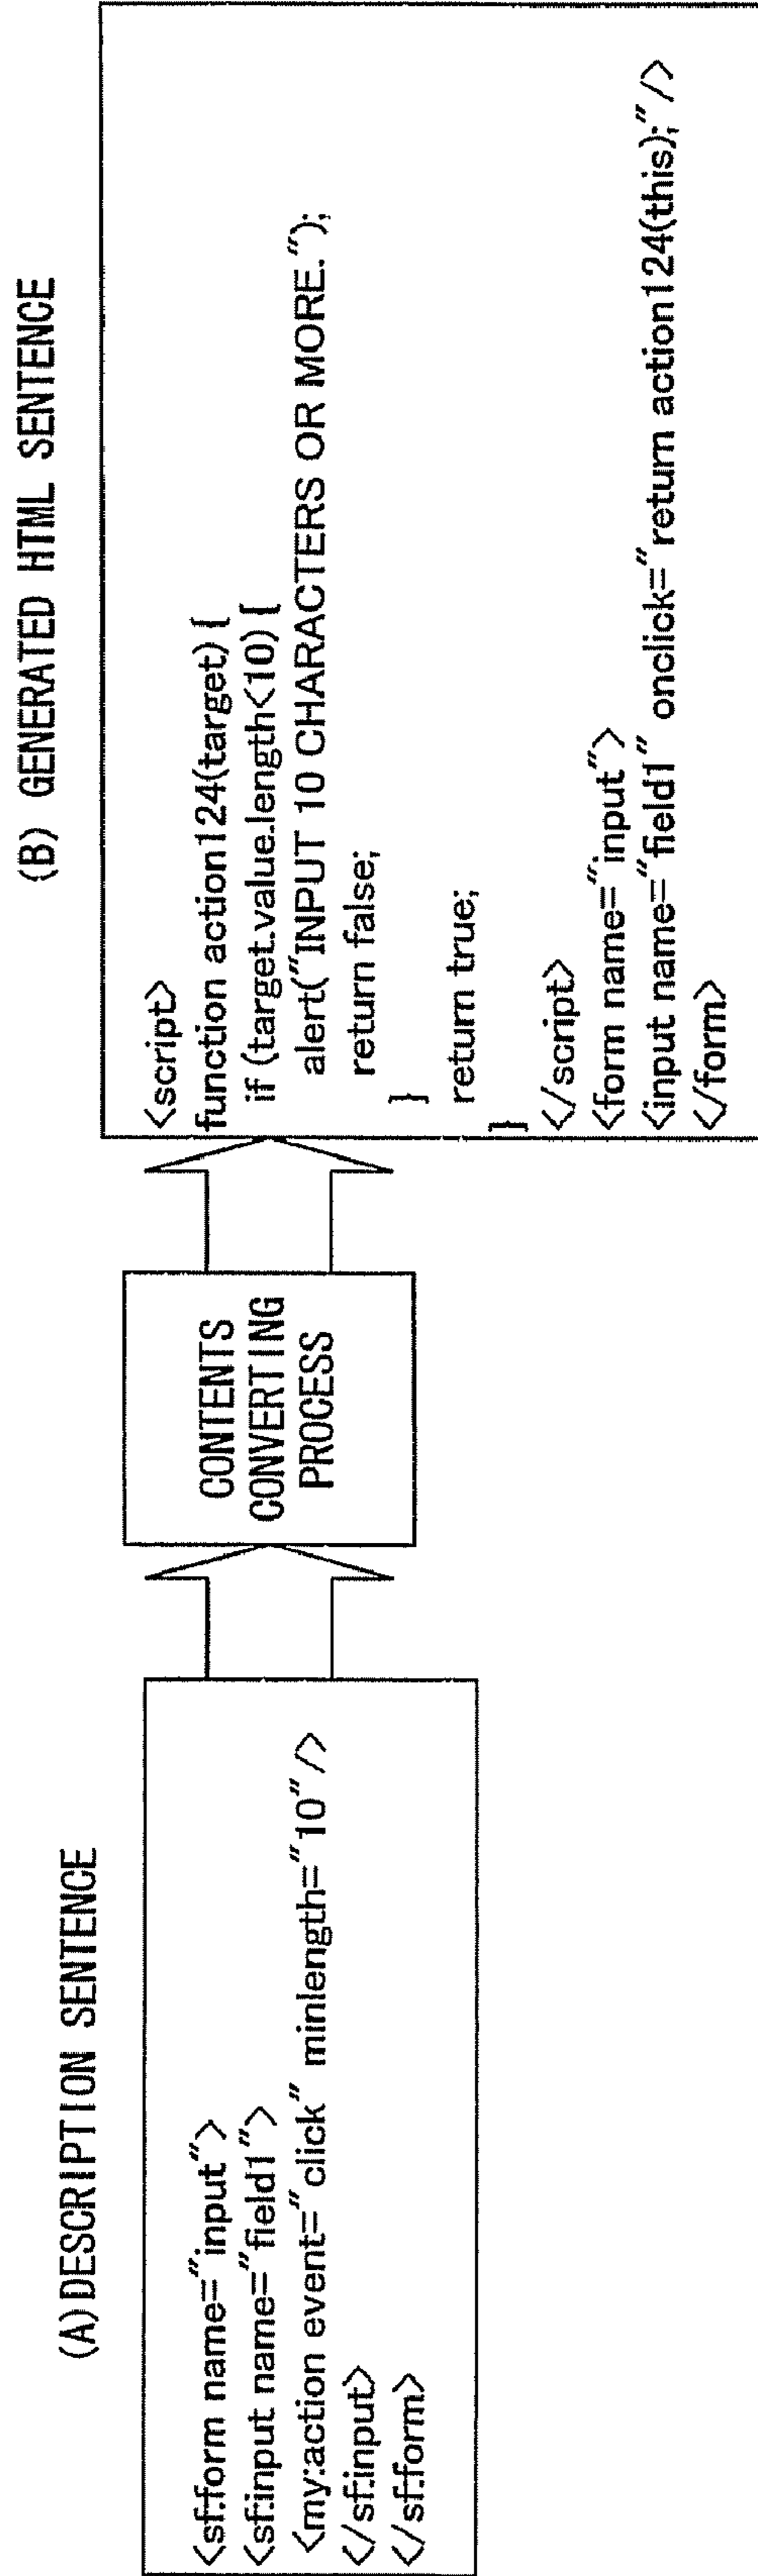 (A)DESCRIPTION SENTENCE
<sf:form name="input">
<sf:input name="field1">
<my:action event="click" minlength="10"/>
</sf:input>
</sf:form>
CONTENTS
CONVERTING
PROCESS
(B) GENERATED HTML SENTENCE
<script>
function action124(target) {
if (target.value.length<10) {
alert("INPUT 10 CHARACTERS OR MORE.");
return false;
}
return true;
}
</script>
<form name="input">
<input name="field1" onclick="return action124(this);"/>
</form>